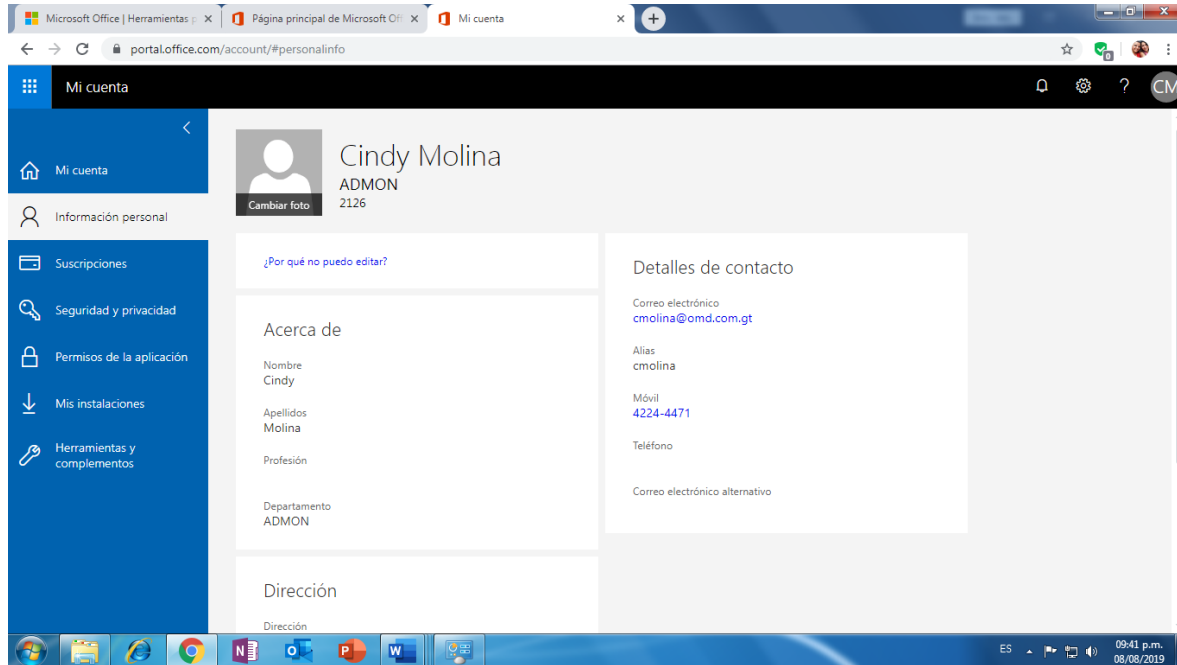 Microsoft Office | Herramientas p
Página principal de Microsoft Off
Mi cuenta
portal.office.com/account/#personalinfo
0
Mi cuenta
?
CM
Mi cuenta
Información personal
Suscripciones
Seguridad y privacidad
Permisos de la aplicación
Mis instalaciones
Herramientas y
complementos
Cambiar foto
Cindy Molina
ADMON
2126
¿Por qué no puedo editar?
Acerca de
Nombre
Cindy
Apellidos
Molina
Profesión
Departamento
ADMON
Dirección
Dirección
Detalles de contacto
Correo electrónico
cmolina@omd.com.gt
Alias
cmolina
Móvil
4224-4471
Teléfono
Correo electrónico alternativo
ES
09:41 p.m.
08/08/2019